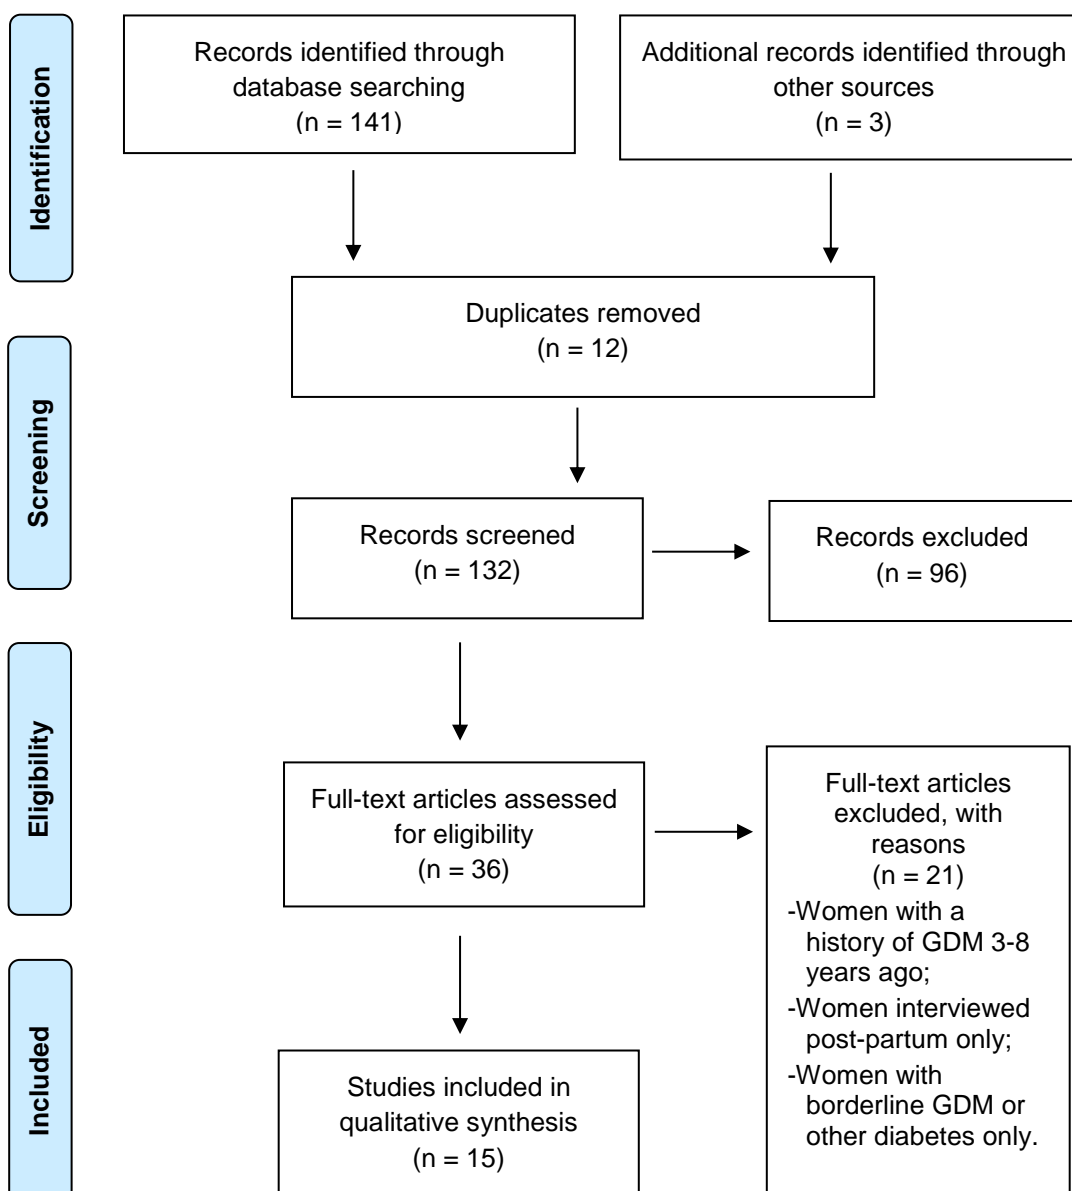 Identification
Records identified through
database searching
(n = 141)
Additional records identified through
other sources
(n = 3)
Duplicates removed
(n = 12)
Screening
Records screened
(n = 132)
Records excluded
(n = 96)
Eligibility
Full-text articles assessed
for eligibility
(n = 36)
Full-text articles
excluded, with
reasons
(n = 21)
-Women with a
history of GDM 3-8
years ago;
-Women interviewed
post-partum only;
-Women with
borderline GDM or
other diabetes only.
Included
Studies included in
qualitative synthesis
(n = 15)